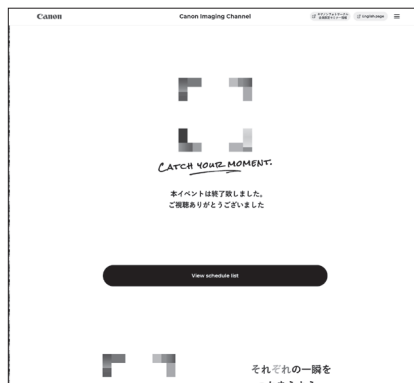 Canon
Canon Imaging Channel
English page
CATCH YOUR MOMENT.
本イベントは終了致しました。
ご視聴ありがとうございました
View schedule list
それぞれの一瞬を